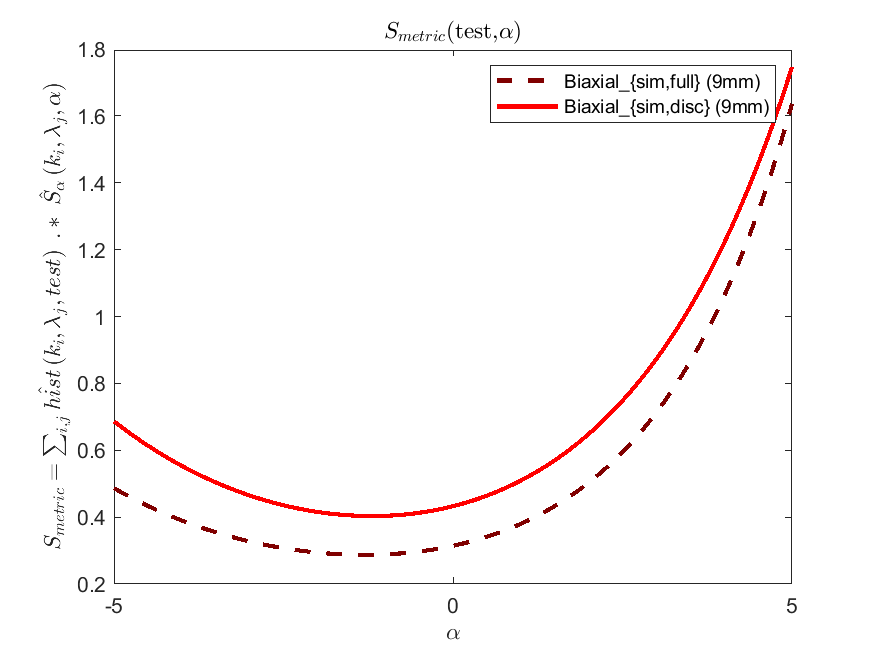 S_metric(test,α)
1.8
1.6
1.4
1.2
1
0.8
0.6
0.4
0.2
S_metric = ∑_i,j hist̂(k_i, λ_j, test) .* Ŝ_α(k_i, λ_j, α)
Biaxial_{sim,full} (9mm)
Biaxial_{sim,disc} (9mm)
-5
0
5
α